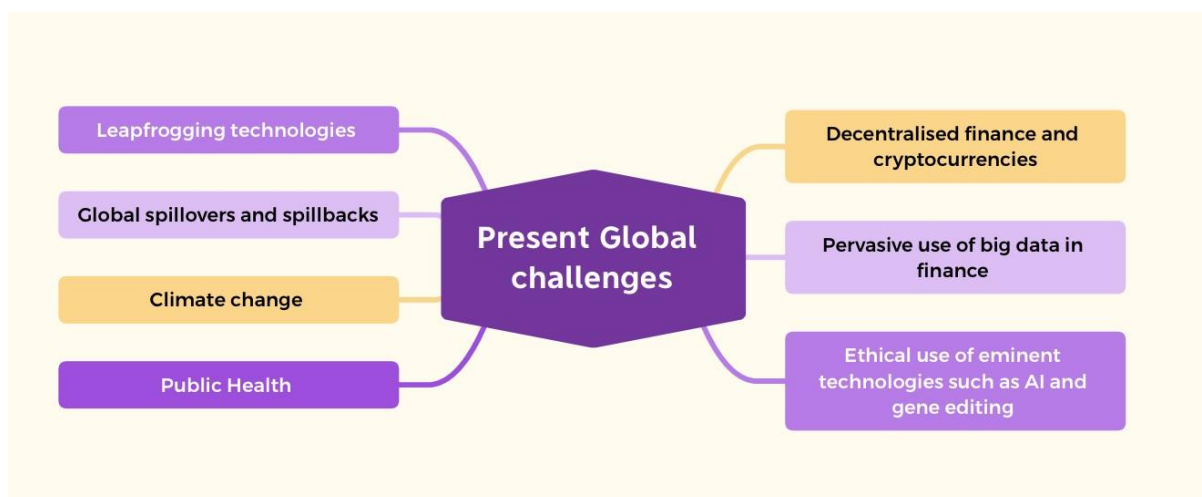 Leapfrogging technologies
Global spillovers and spillbacks
Climate change
Public Health
Present Global
challenges
Decentralised finance and
cryptocurrencies
Pervasive use of big data in
finance
Ethical use of eminent
technologies such as AI and
gene editing